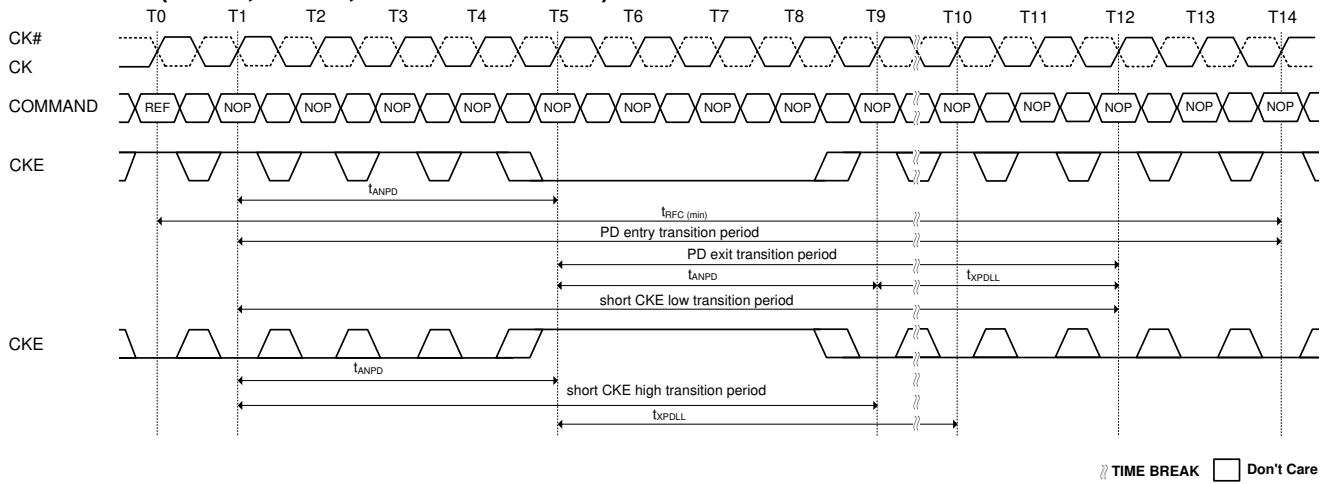 T0 T1 T2 T3 T4 T5 T6 T7 T8 T9 T10 T11 T12 T13 T14
CK#
CK
COMMAND REF NOP NOP NOP NOP NOP NOP NOP NOP NOP NOP NOP NOP NOP NOP
CKE
tANPD
tRFC (min)
PD entry transition period
PD exit transition period
tANPD tXPDLL
short CKE low transition period
CKE
tANPD
short CKE high transition period
tXPDLL
TIME BREAK Don't Care